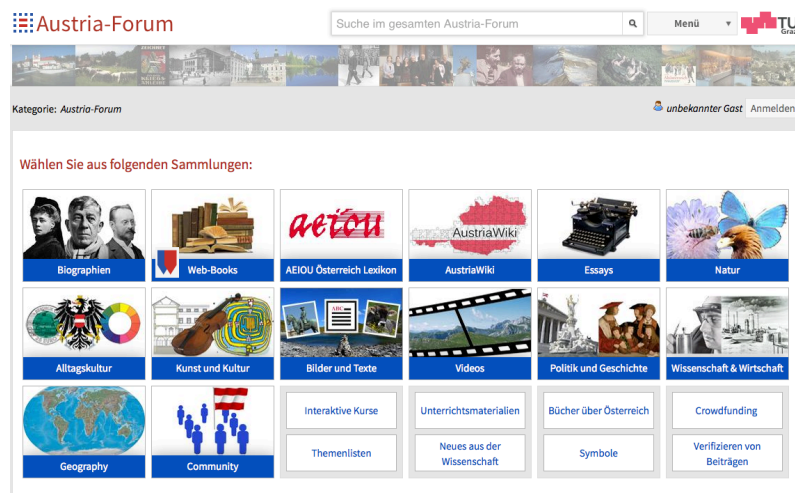 Austria-Forum
Suche im gesamten Austria-Forum
Menü
TU
Graz
Kategorie: Austria-Forum
unbekannter Gast
Anmelden
Wählen Sie aus folgenden Sammlungen:
aeiou
AustriaWiki
Biographien
Web-Books
AEIOU Österreich Lexikon
AustriaWiki
Essays
Natur
ABC
Alltagskultur
Kunst und Kultur
Bilder und Texte
Videos
Politik und Geschichte
Wissenschaft & Wirtschaft
Interaktive Kurse
Unterrichtsmaterialien
Bücher über Österreich
Crowdfunding
Themenlisten
Neues aus der
Wissenschaft
Symbole
Verifizieren von
Beiträgen
Geography
Community